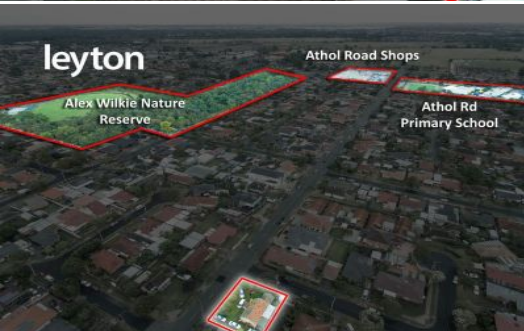 leyton
Athol Road Shops
Alex Wilkie Nature
Reserve
Athol Rd
Primary School